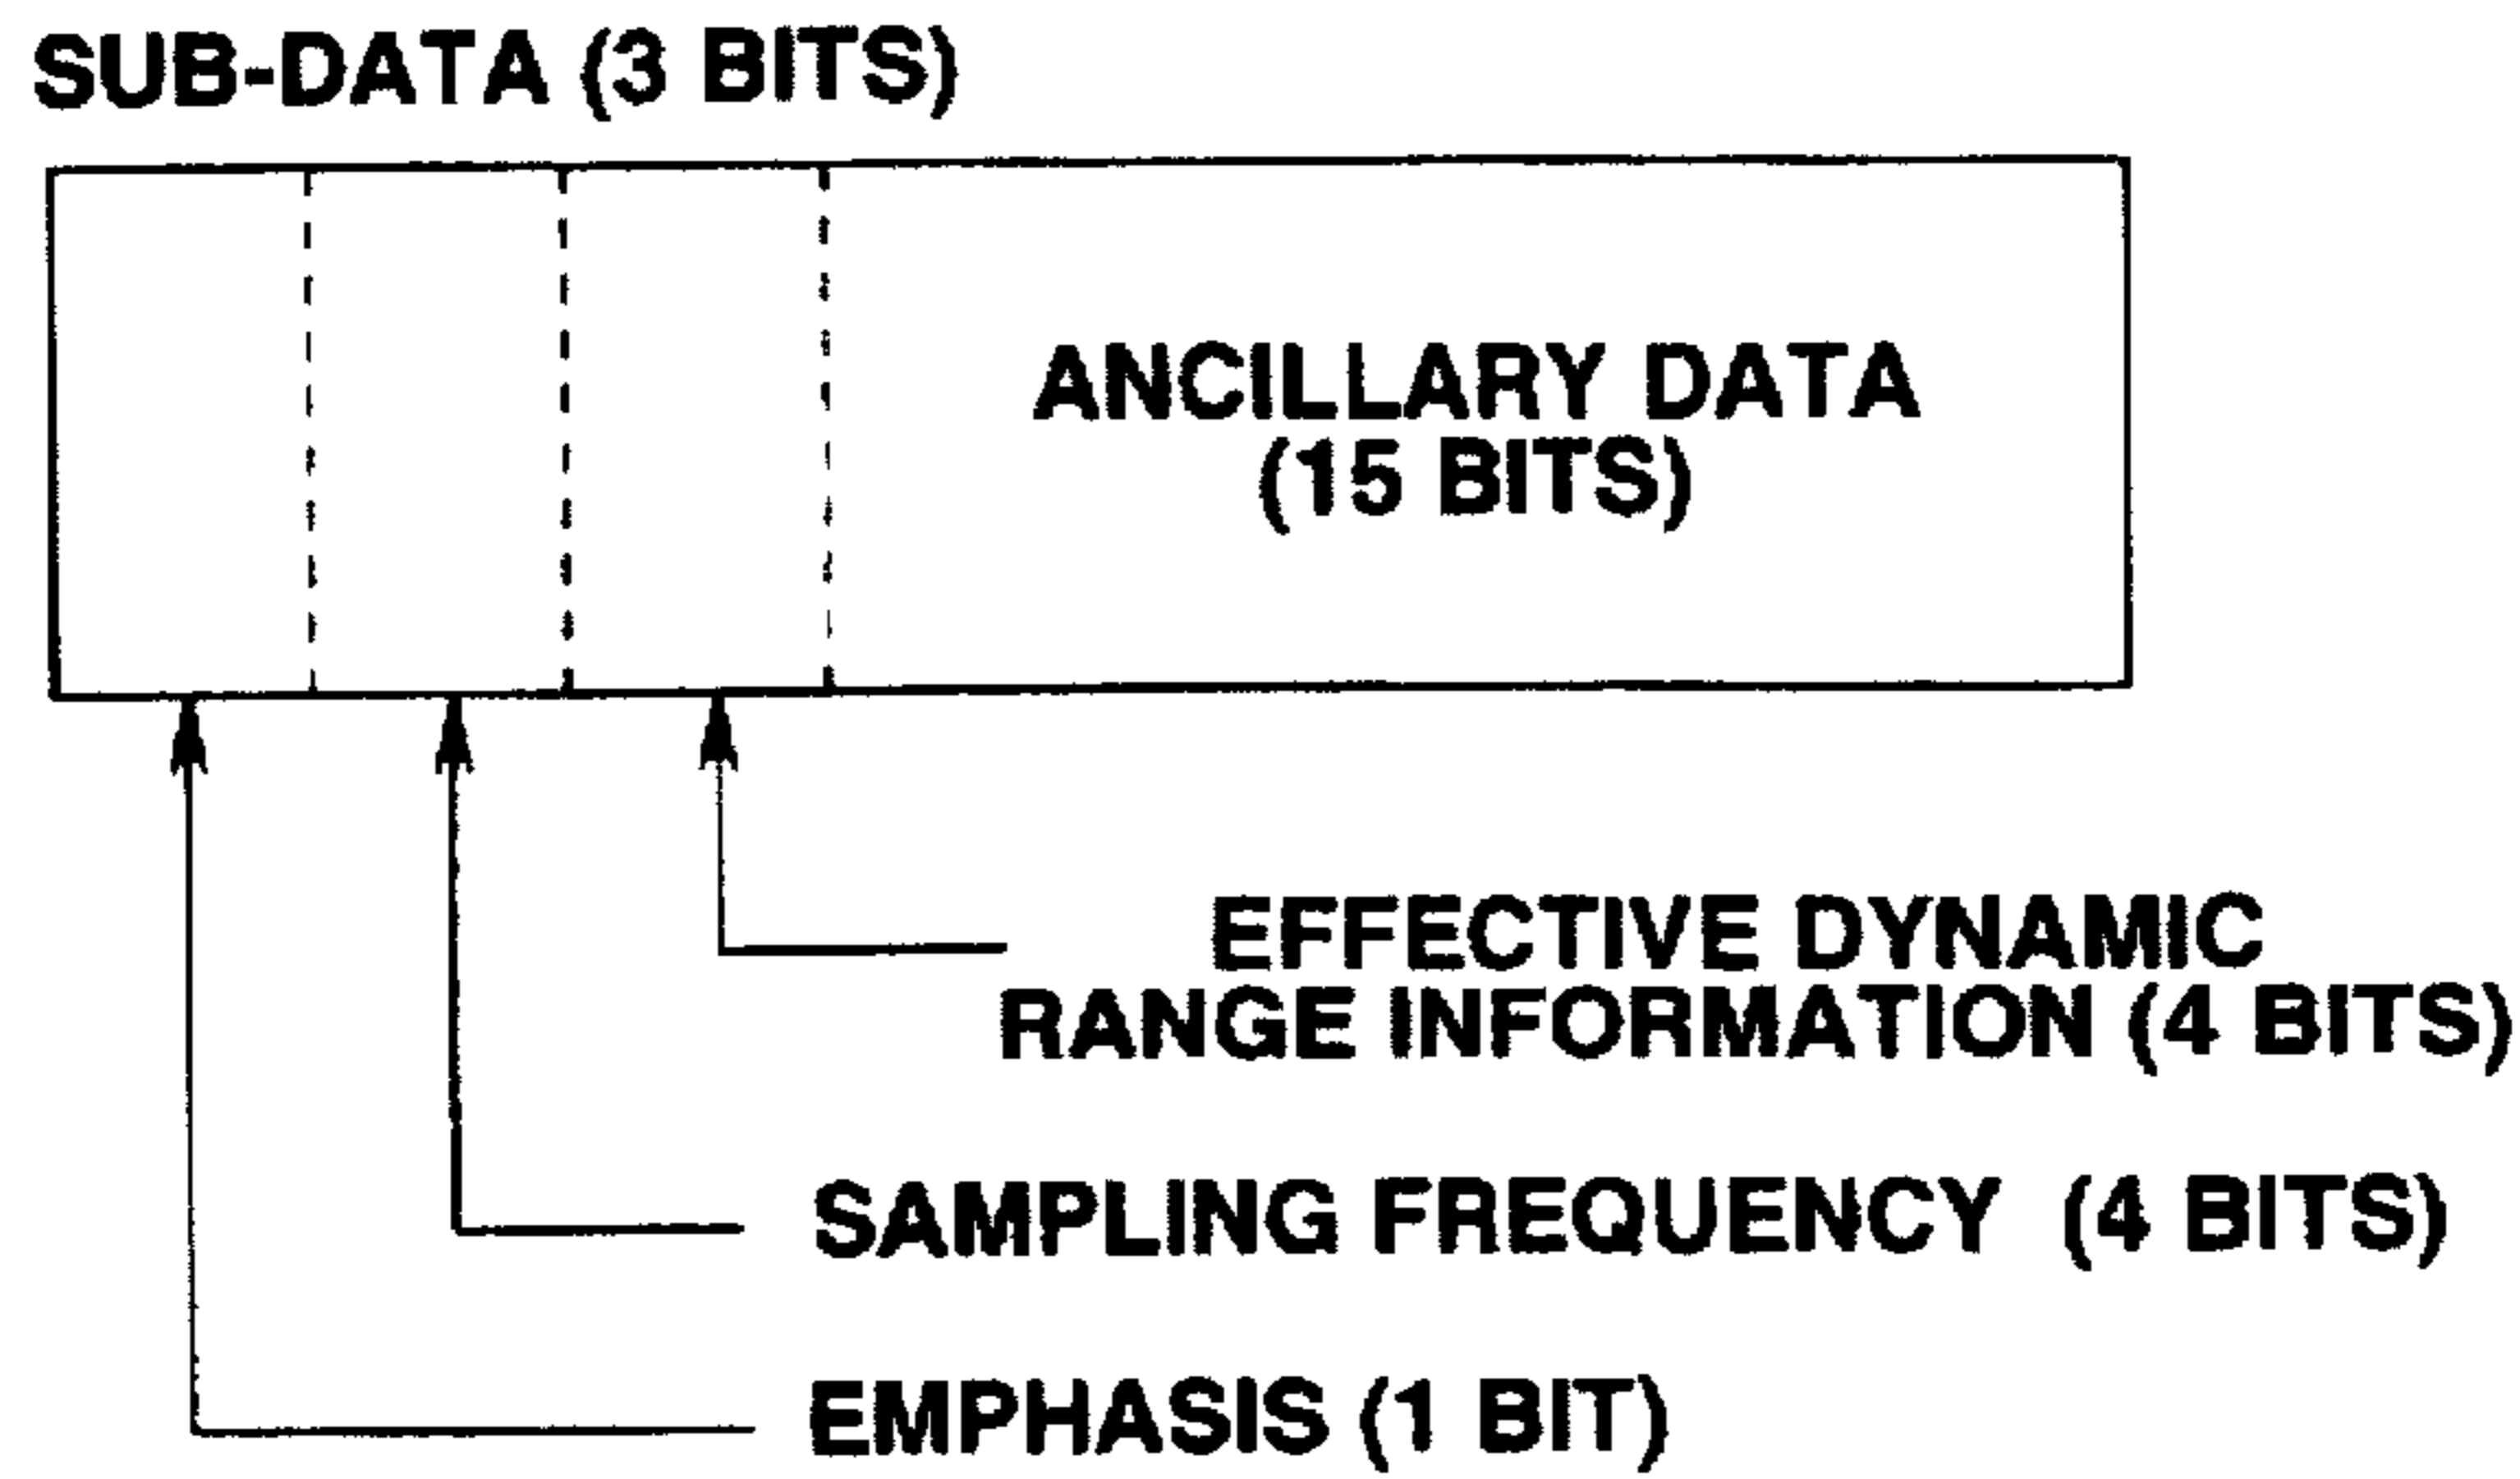 SUB-DATA (3 BITS)
ANCILLARY DATA
(15 BITS)
EFFECTIVE DYNAMIC
RANGE INFORMATION (4 BITS)
SAMPLING FREQUENCY (4 BITS)
EMPHASIS (1 BIT)